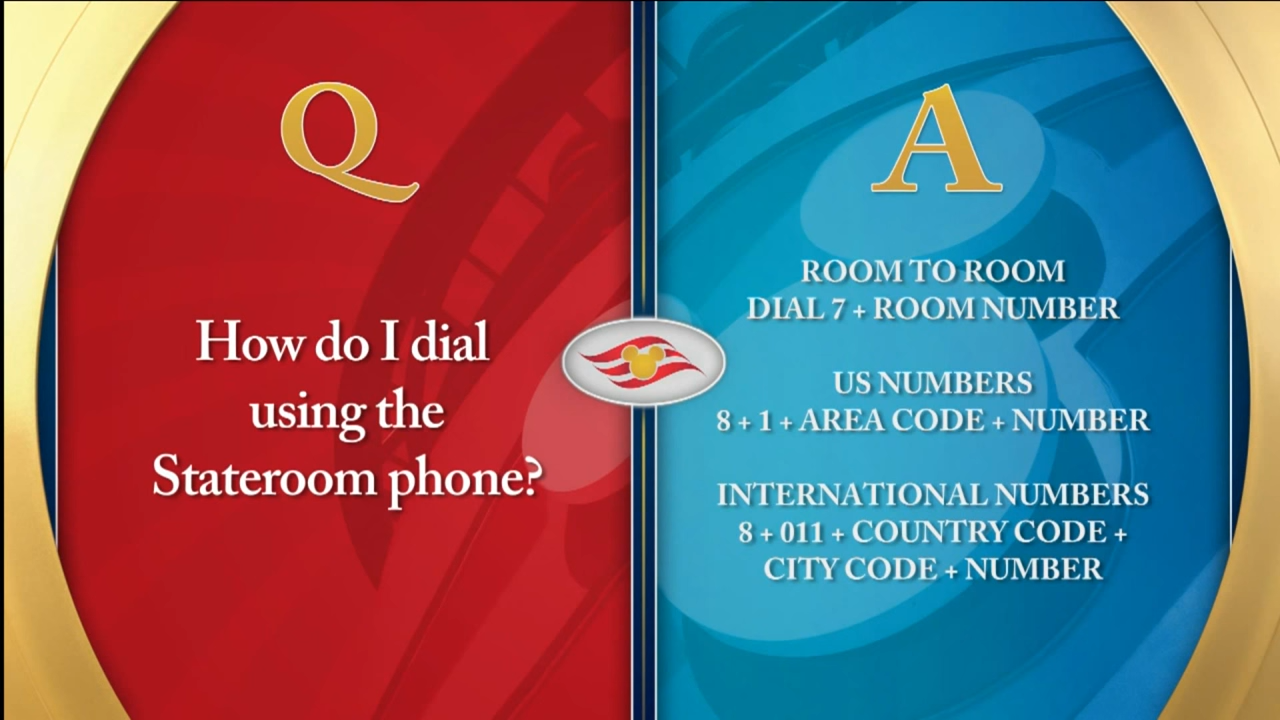 Q
How do I dial
using the
Stateroom phone?
A
ROOM TO ROOM
DIAL 7 + ROOM NUMBER
US NUMBERS
8 + 1 + AREA CODE + NUMBER
INTERNATIONAL NUMBERS
8 + 011 + COUNTRY CODE +
CITY CODE + NUMBER